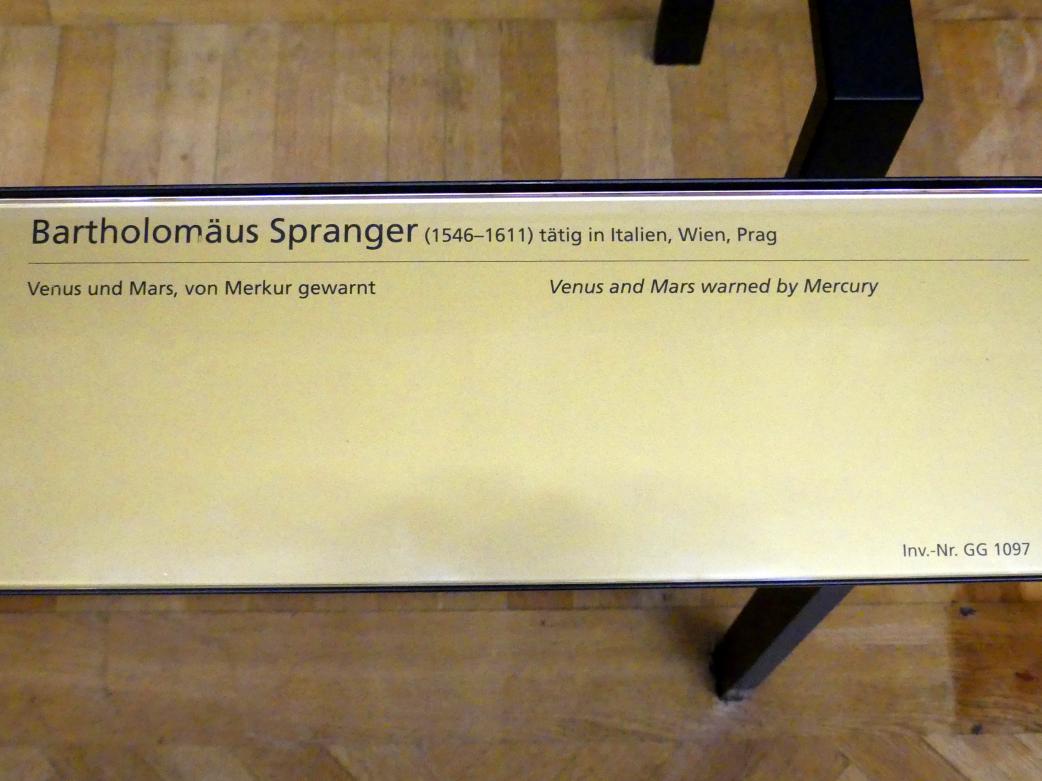 Bartholomäus Spranger (1546–1611) tätig in Italien, Wien, Prag
Venus und Mars, von Merkur gewarnt
Venus and Mars warned by Mercury
Inv.-Nr. GG 1097